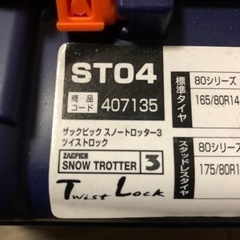 ST04
商品コード 407135
ザックピック スノートロッター3
ツイストロック
ZACPICK
SNOW TROTTER 3
Twist Lock
標準タイヤ
80シリーズ
165/80R14
スタッドレスタイヤ
80シリーズ
175/80R1